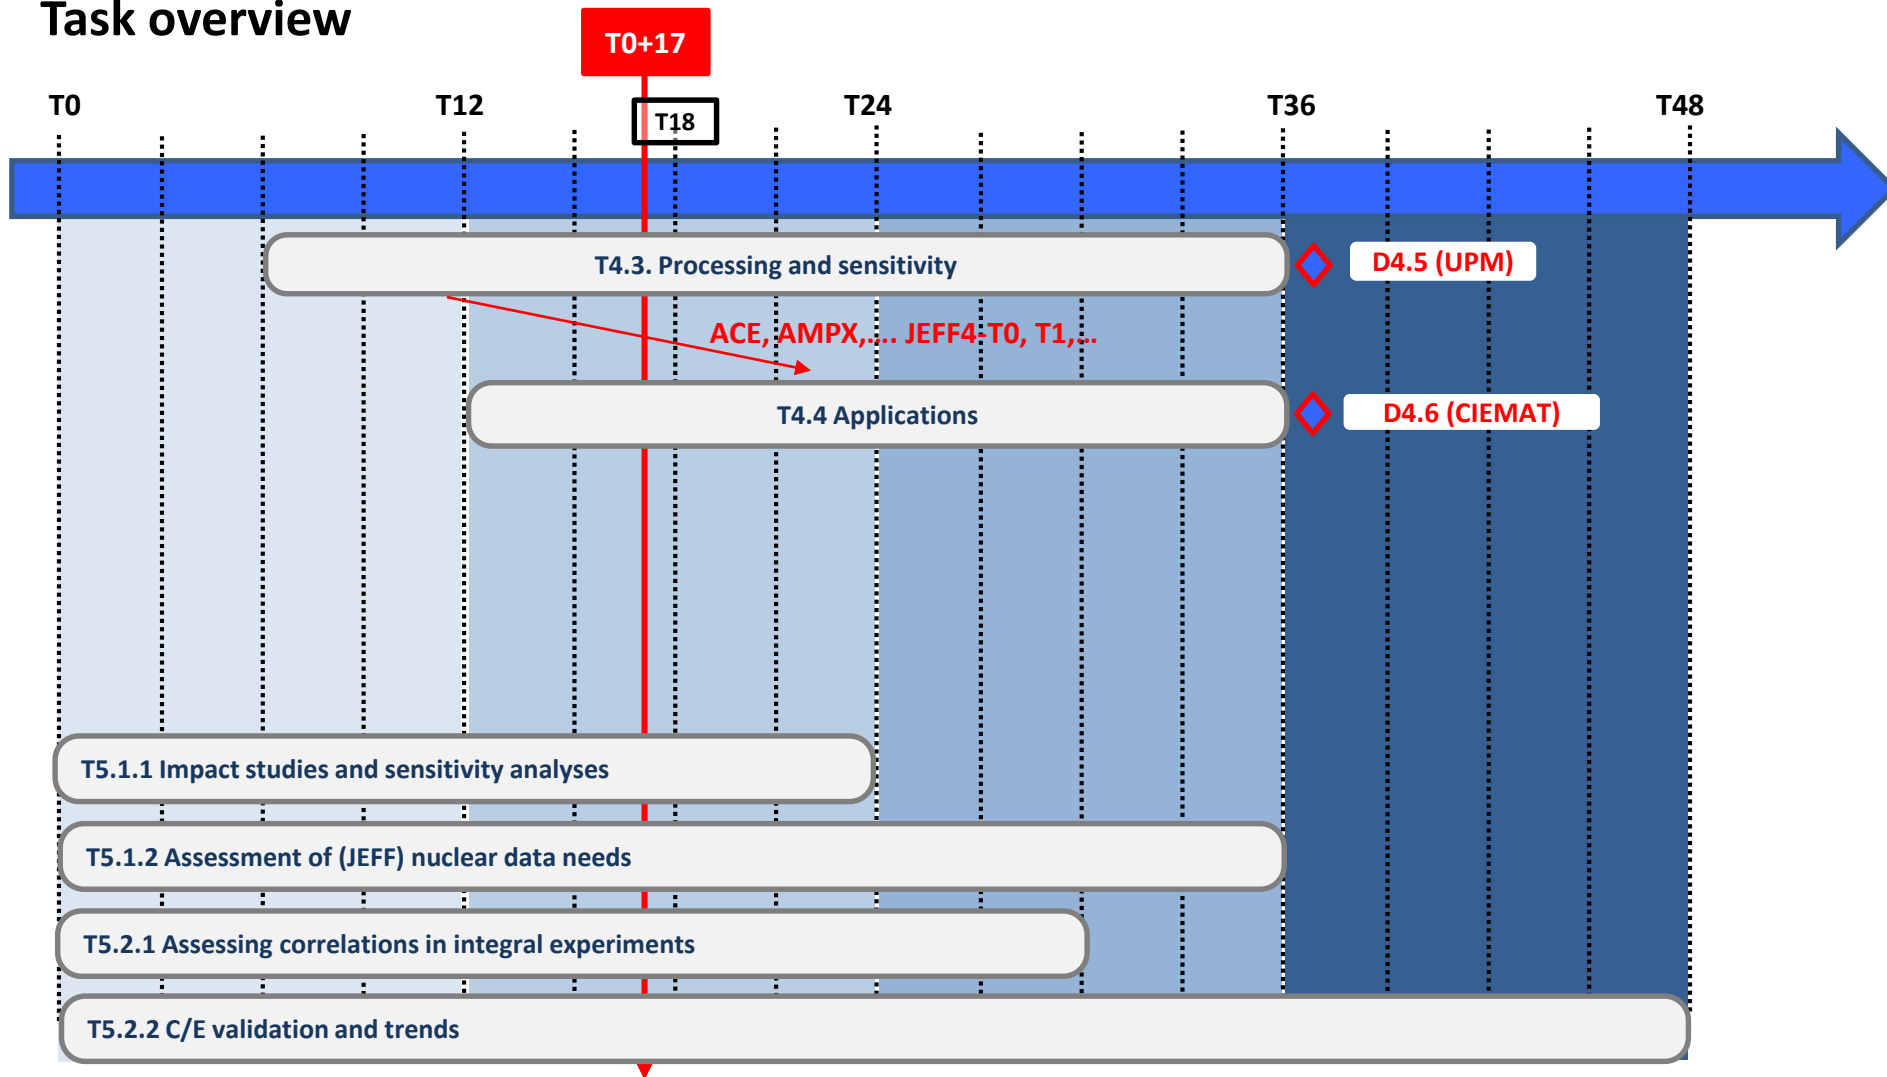 Task overview
T0+17
T0
T12
T18
T24
T36
T48
T4.3. Processing and sensitivity
D4.5 (UPM)
ACE, AMPX,.... JEFF4-T0, T1,...
T4.4 Applications
D4.6 (CIEMAT)
T5.1.1 Impact studies and sensitivity analyses
T5.1.2 Assessment of (JEFF) nuclear data needs
T5.2.1 Assessing correlations in integral experiments
T5.2.2 C/E validation and trends